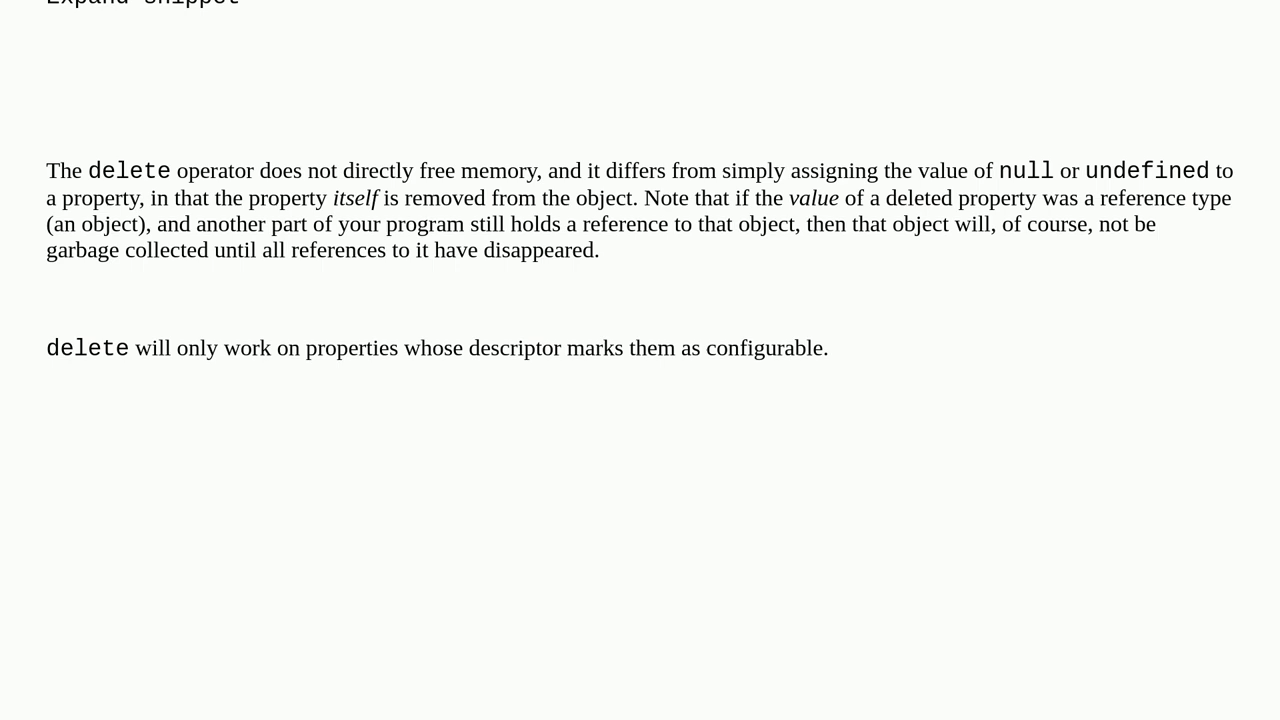 Expand snippet
The delete operator does not directly free memory, and it differs from simply assigning the value of null or undefined to
a property, in that the property itself is removed from the object. Note that if the value of a deleted property was a reference type
(an object), and another part of your program still holds a reference to that object, then that object will, of course, not be
garbage collected until all references to it have disappeared.
delete will only work on properties whose descriptor marks them as configurable.